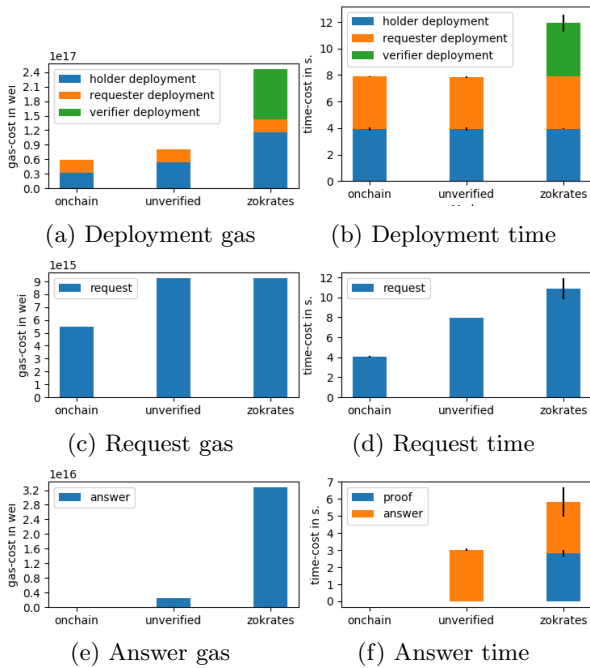 1e17
2.4
2.1
1.8
1.5
1.2
0.9
0.6
0.3
0.0
gas-cost in wei
holder deployment
requester deployment
verifier deployment
onchain unverified zokrates
(a) Deployment gas
12
10
8
6
4
2
0
time-cost in s.
holder deployment
requester deployment
verifier deployment
onchain unverified zokrates
(b) Deployment time
1e15
9
8
7
6
5
4
3
2
1
0
gas-cost in wei
request
onchain unverified zokrates
(c) Request gas
12
10
8
6
4
2
0
time-cost in s.
request
onchain unverified zokrates
(d) Request time
1e16
3.2
2.8
2.4
2.0
1.6
1.2
0.8
0.4
0.0
gas-cost in wei
answer
onchain unverified zokrates
(e) Answer gas
7
6
5
4
3
2
1
0
time-cost in s.
proof
answer
onchain unverified zokrates
(f) Answer time